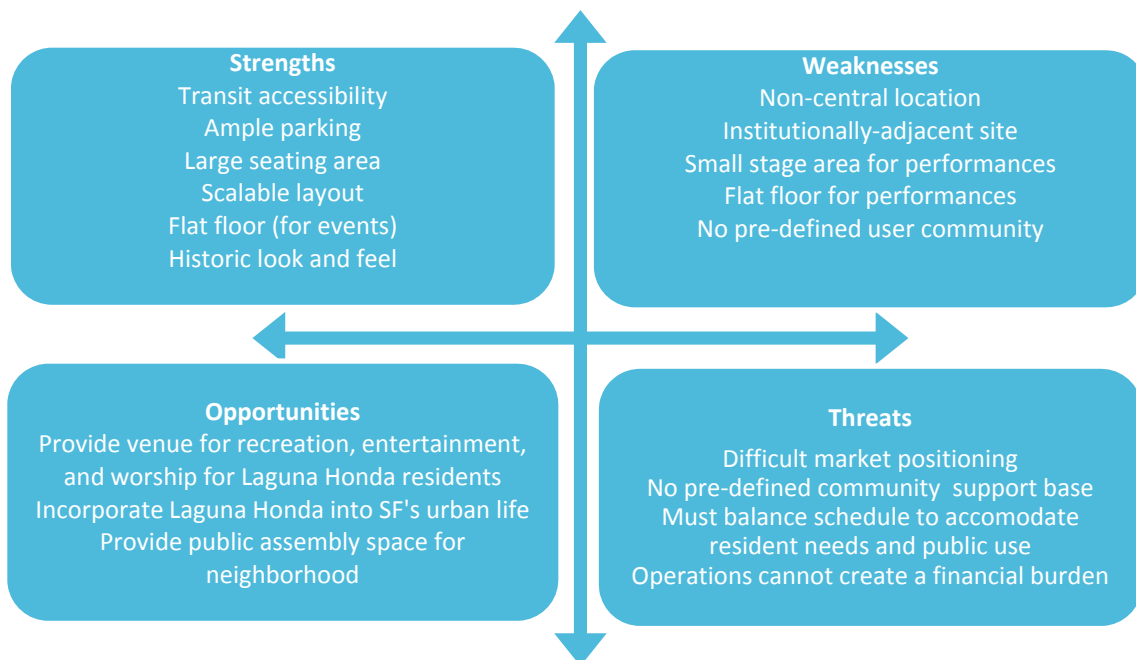 Strengths
Transit accessibility
Ample parking
Large seating area
Scalable layout
Flat floor (for events)
Historic look and feel
Weaknesses
Non-central location
Institutionally-adjacent site
Small stage area for performances
Flat floor for performances
No pre-defined user community
Opportunities
Provide venue for recreation, entertainment,
and worship for Laguna Honda residents
Incorporate Laguna Honda into SF's urban life
Provide public assembly space for
neighborhood
Threats
Difficult market positioning
No pre-defined community support base
Must balance schedule to accomodate
resident needs and public use
Operations cannot create a financial burden